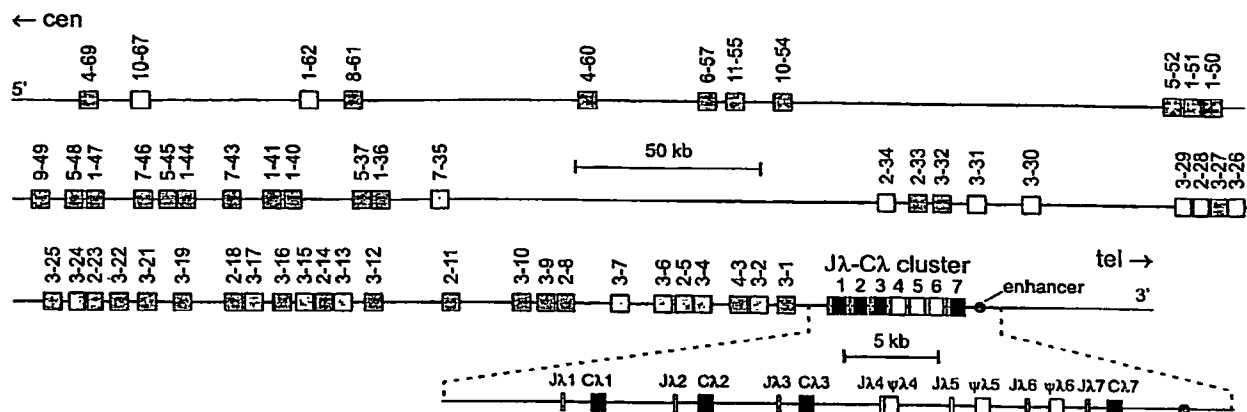 ← cen
4-69 10-67 1-62 8-61 4-60 6-57 11-55 10-54 5-52 1-51 1-50
5'
9-49 5-48 1-47 7-46 5-45 1-44 7-43 1-41 1-40 5-37 1-36 7-35 50 kb 2-34 2-33 3-32 3-31 3-30 3-29 2-28 3-27 3-26
3-25 3-24 2-23 3-22 3-21 3-19 2-18 3-17 3-16 3-15 2-14 3-13 3-12 2-11 3-10 3-9 2-8 3-7 3-6 2-5 3-4 4-3 3-2 3-1
Jλ-Cλ cluster
tel →
1 2 3 4 5 6 7
enhancer
3'
5 kb
Jλ1 Cλ1 Jλ2 Cλ2 Jλ3 Cλ3 Jλ4 ψλ4 Jλ5 ψλ5 Jλ6 ψλ6 Jλ7 Cλ7